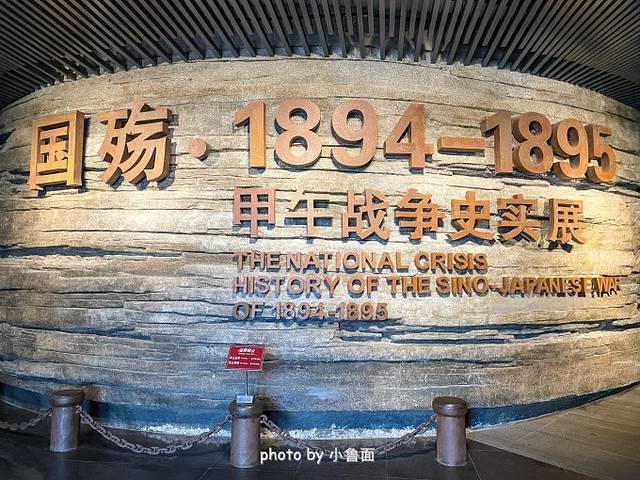 国殇·1894—1895
甲午战争史实展
THE NATIONAL CRISIS
HISTORY OF THE SINO-JAPANESE WAR
OF 1894-1895
photo by 小鲁面